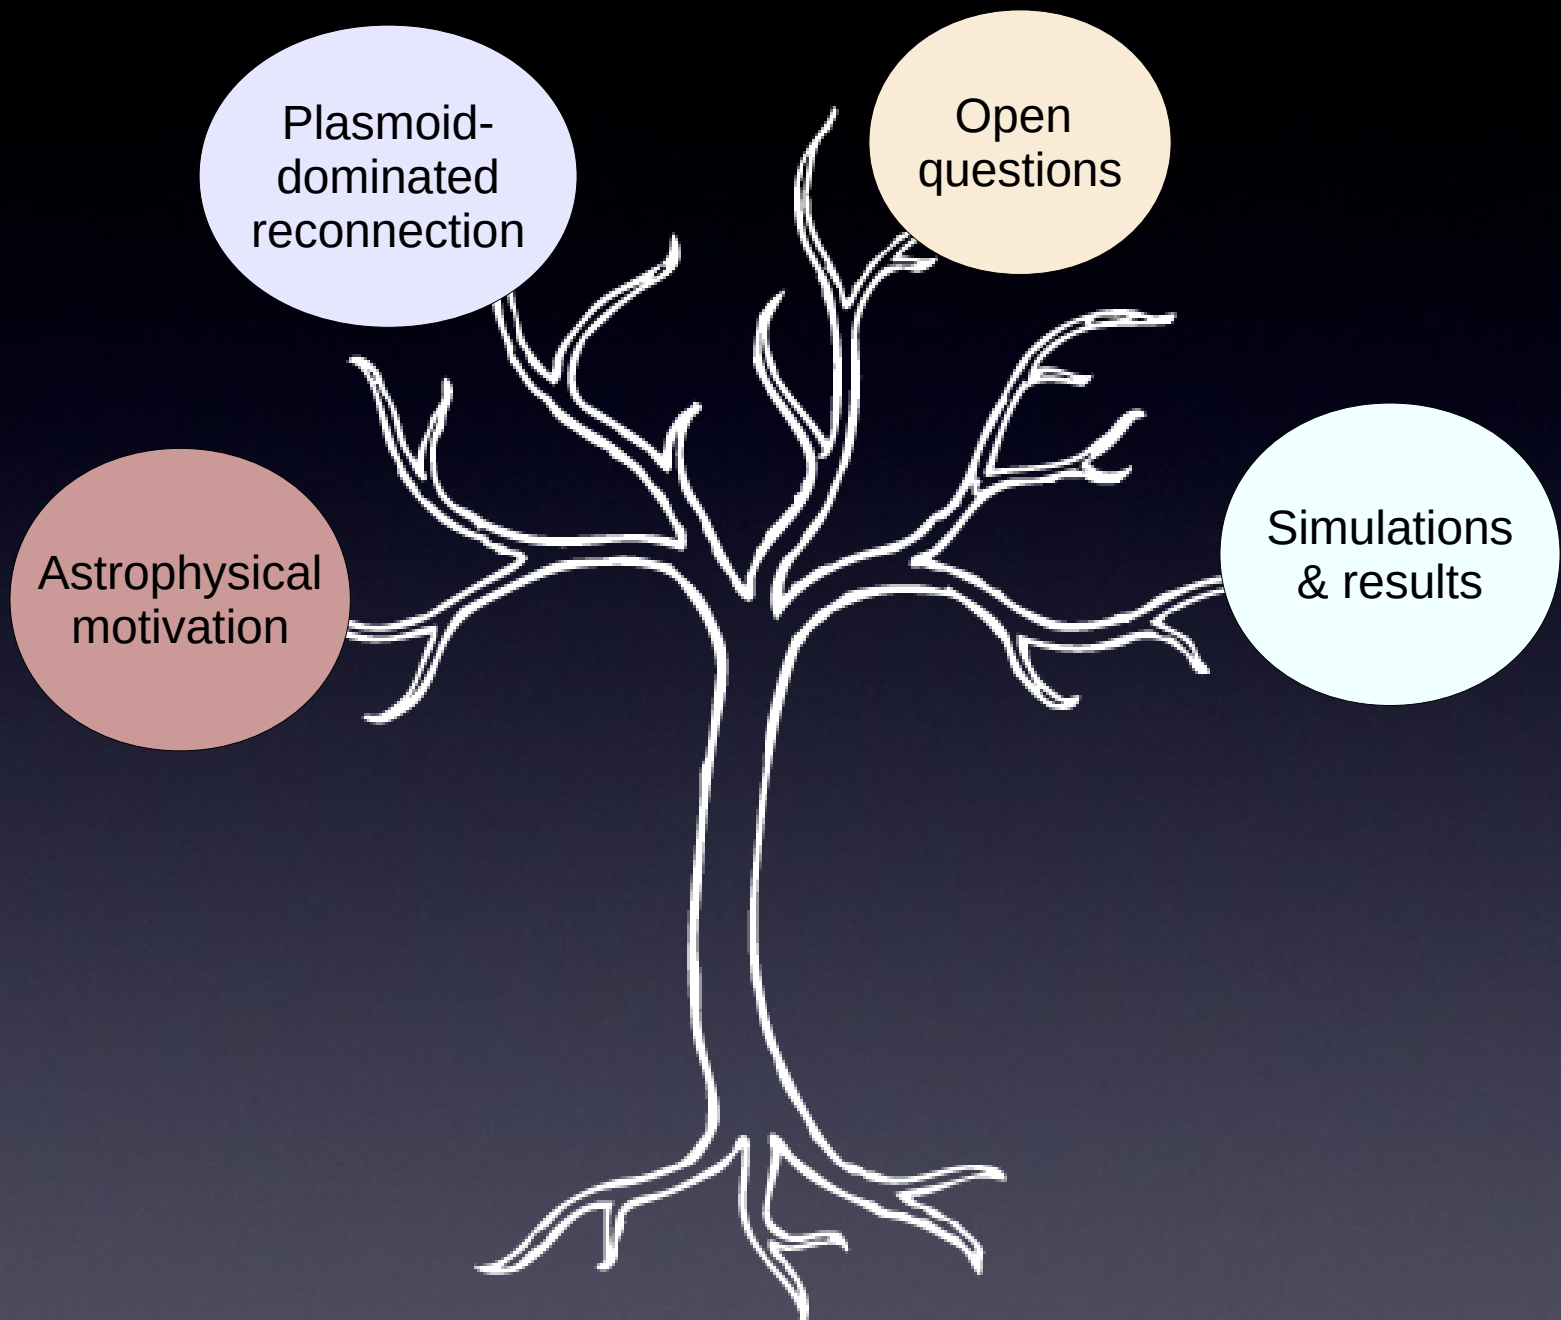 Plasmoid-
dominated
reconnection
Open
questions
Astrophysical
motivation
Simulations
& results